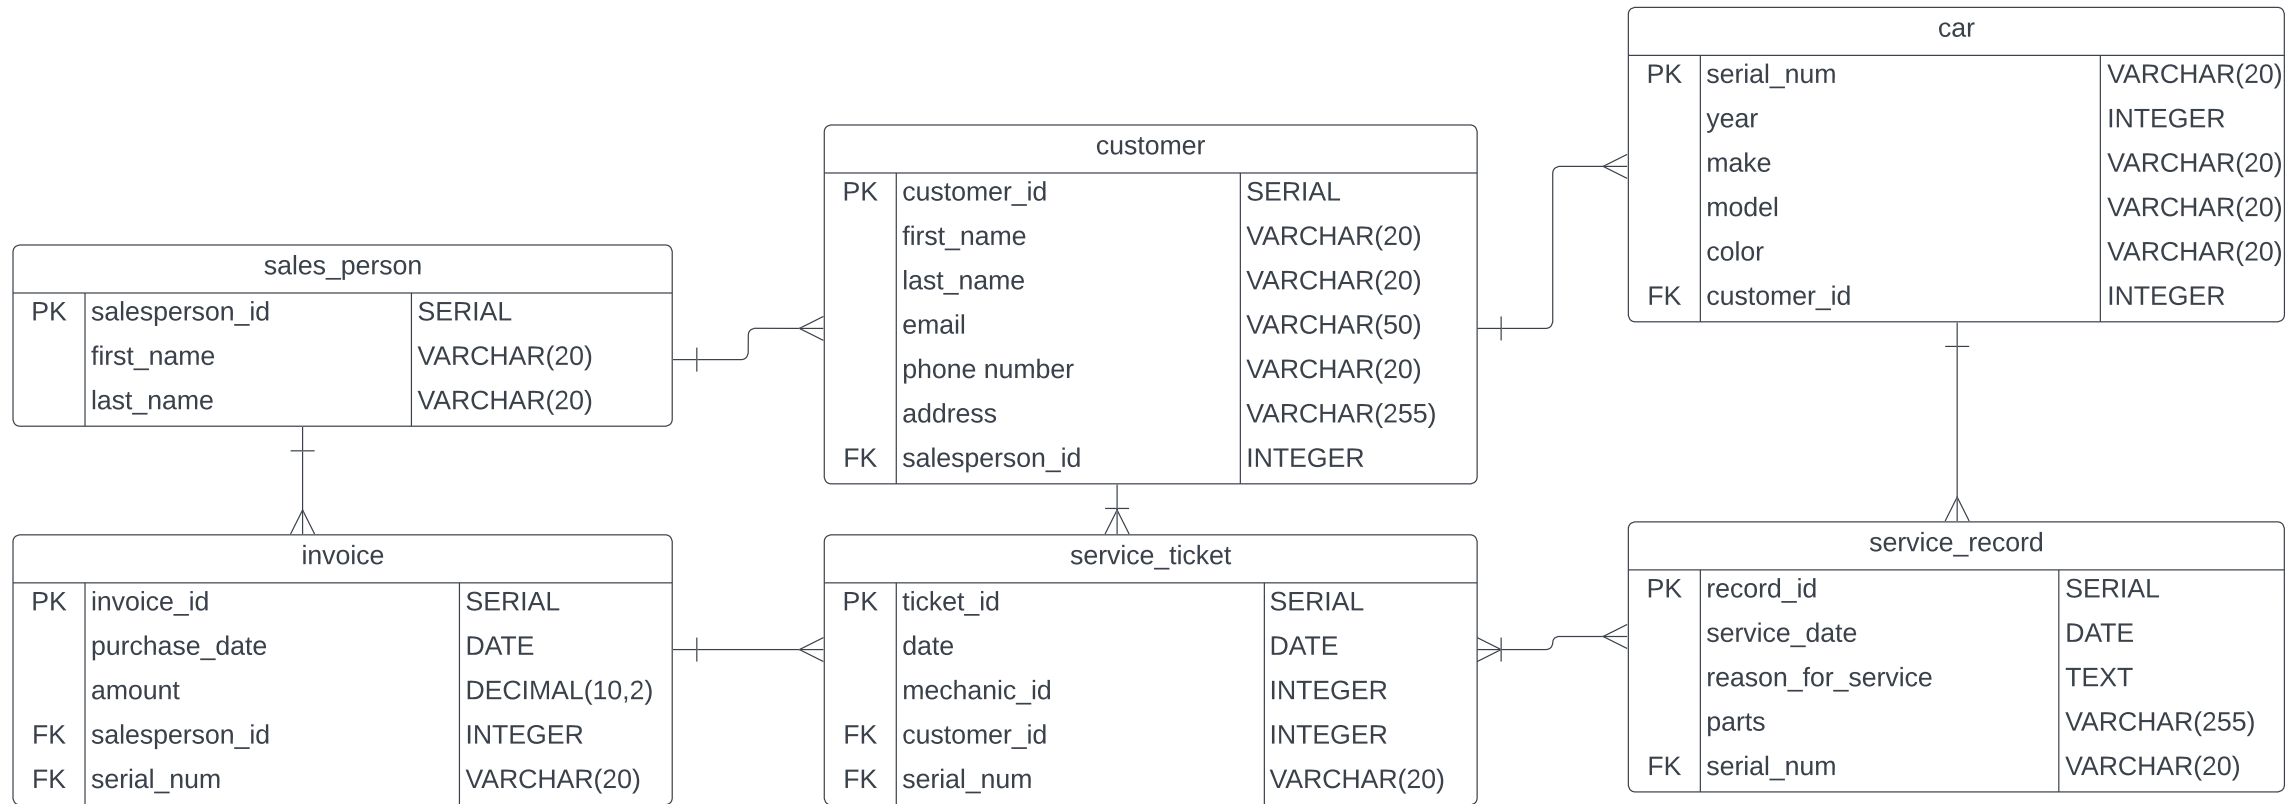 car
PK serial_num VARCHAR(20)
year INTEGER
make VARCHAR(20)
model VARCHAR(20)
color VARCHAR(20)
FK customer_id INTEGER
customer
PK customer_id SERIAL
first_name VARCHAR(20)
last_name VARCHAR(20)
email VARCHAR(50)
phone number VARCHAR(20)
address VARCHAR(255)
FK salesperson_id INTEGER
sales_person
PK salesperson_id SERIAL
first_name VARCHAR(20)
last_name VARCHAR(20)
invoice
PK invoice_id SERIAL
purchase_date DATE
amount DECIMAL(10,2)
FK salesperson_id INTEGER
FK serial_num VARCHAR(20)
service_ticket
PK ticket_id SERIAL
date DATE
mechanic_id INTEGER
FK customer_id INTEGER
FK serial_num VARCHAR(20)
service_record
PK record_id SERIAL
service_date DATE
reason_for_service TEXT
parts VARCHAR(255)
FK serial_num VARCHAR(20)